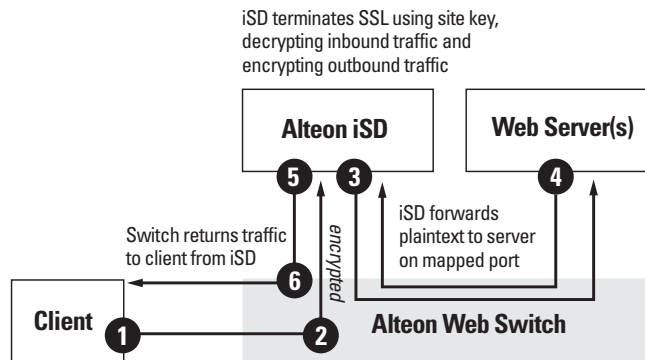 iSD terminates SSL using site key,
decrypting inbound traffic and
encrypting outbound traffic
Alteon iSD
Web Server(s)
5
3
4
Switch returns traffic
to client from iSD
encrypted
iSD forwards
plaintext to server
on mapped port
6
Client
1
2
Alteon Web Switch